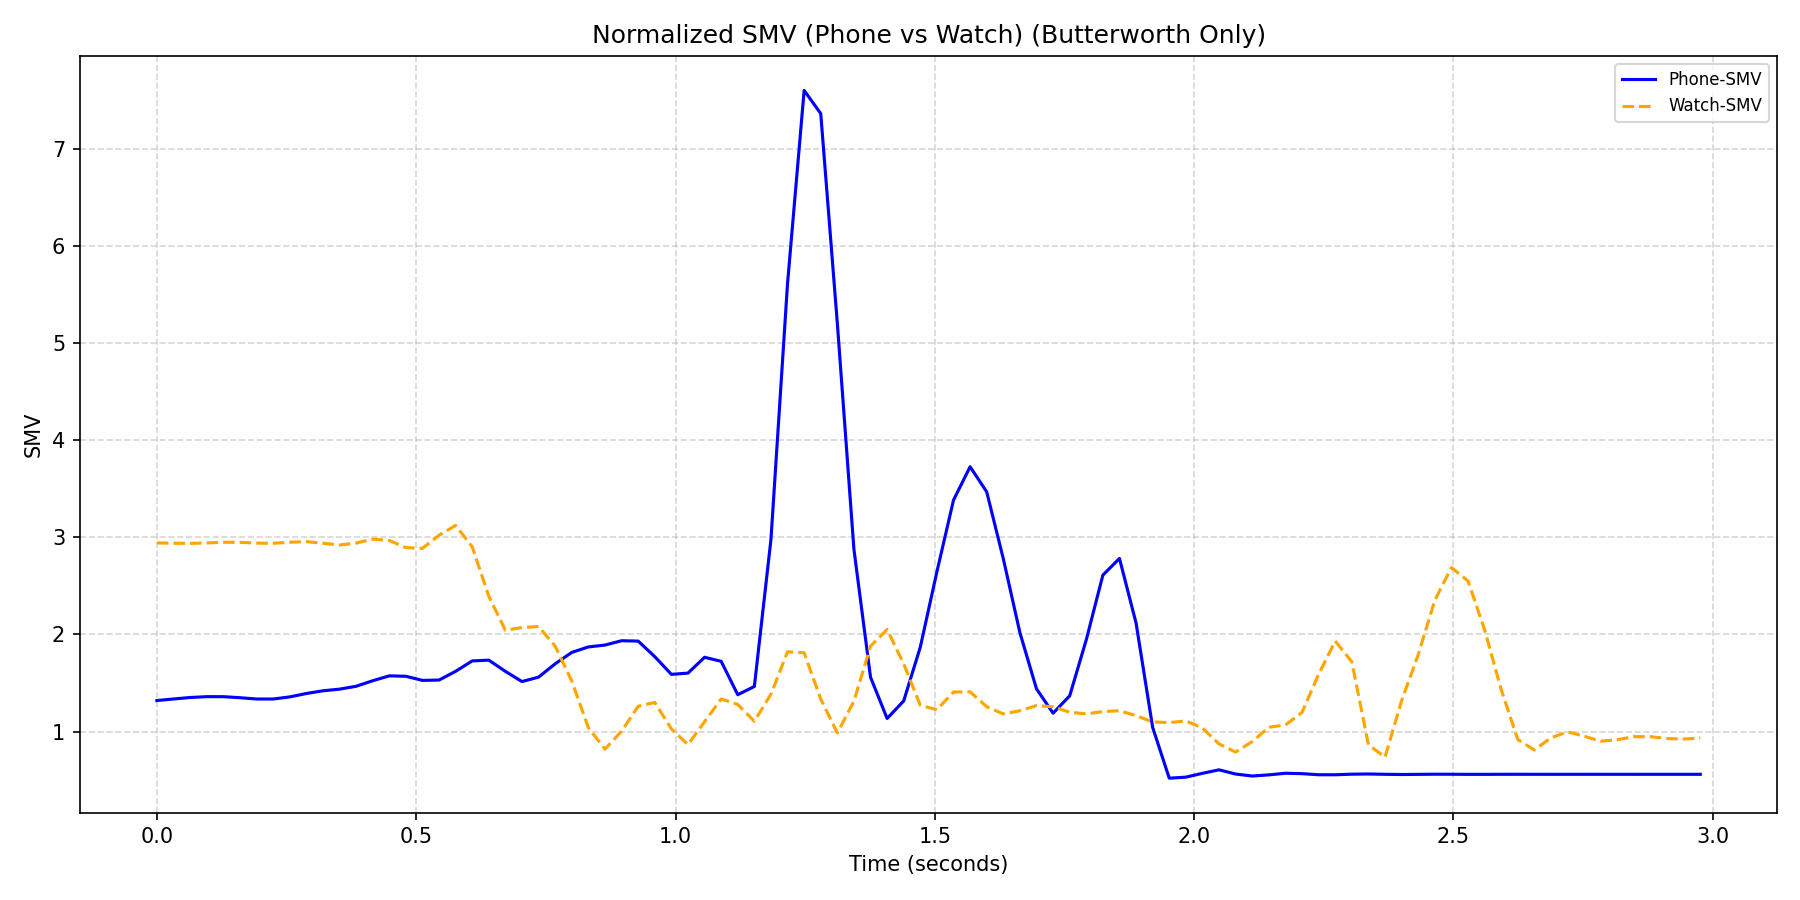 Normalized SMV (Phone vs Watch) (Butterworth Only)
Phone-SMV
Watch-SMV
SMV
7
6
5
4
3
2
1
0.0 0.5 1.0 1.5 2.0 2.5 3.0
Time (seconds)